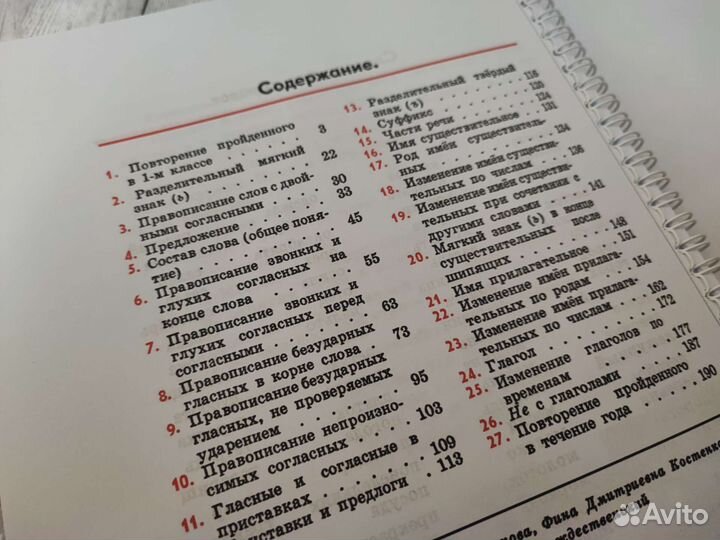 Содержание.
1. Повторение пройденного
в 1-м классе . . . . . 3
2. Разделительный мягкий
знак (ь) . . . . . 22
3. Правописание слов с двой-
ными согласными . . . . 30
4. Предложение . . . . . 33
5. Состав слова (общее поня-
тие) . . . . . . . 45
6. Правописание звонких и
глухих согласных на
конце слова . . . . . 55
7. Правописание звонких и
глухих согласных перед
согласными . . . . . 63
8. Правописание безударных
гласных в корне слова . 73
9. Правописание безударных
гласных, не проверяемых
ударением . . . . . 95
10. Правописание непроизно-
симых согласных . . . 103
11. Гласные и согласные в
приставках . . . . . 109
и предлоги . 113
13. Разделительный твёрдый
знак (ъ) . . . . . 118
14. Суффикс . . . . . 120
15. Части речи . . . . . 124
16. Имя существительное . . 131
17. Род имён существитель-
ных . . . . . . . 134
18. Изменение имён существи-
тельных по числам . . . 136
19. Изменение имён существи-
тельных при сочетании с
другими словами . . . . 141
20. Мягкий знак (ь) в конце
существительных после
шипящих . . . . . 148
21. Имя прилагательное . . . 151
22. Изменение имён прилага-
тельных по родам . . . 154
23. Изменение имён прилага-
тельных по числам . . . 162
24. Глагол . . . . . . 172
25. Изменение глаголов по
временам . . . . . 177
26. Не с глаголами . . . . 187
27. Повторение пройденного
в течение года . . . . 190
Фина Дмитриевна Костенко
Avito